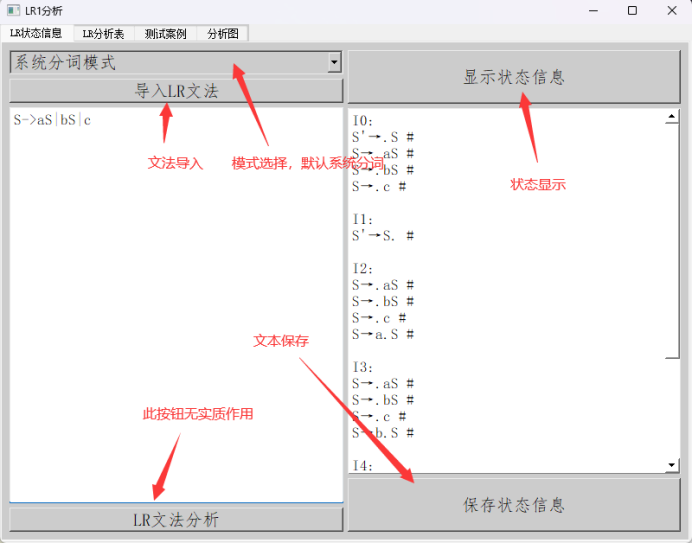 LR1分析
LR状态信息 LR分析表 测试案例 分析图
系统分词模式
导入LR文法
S->aS|bS|c
文法导入
模式选择，默认系统分词
此按钮无实质作用
LR文法分析
显示状态信息
I0:
S'→.S #
S→.aS #
S→.bS #
S→.c #
I1:
S'→S. #
I2:
S→.aS #
S→.bS #
S→.c #
S→a.S #
I3:
S→.aS #
S→.bS #
S→.c #
S→b.S #
I4:
状态显示
文本保存
保存状态信息